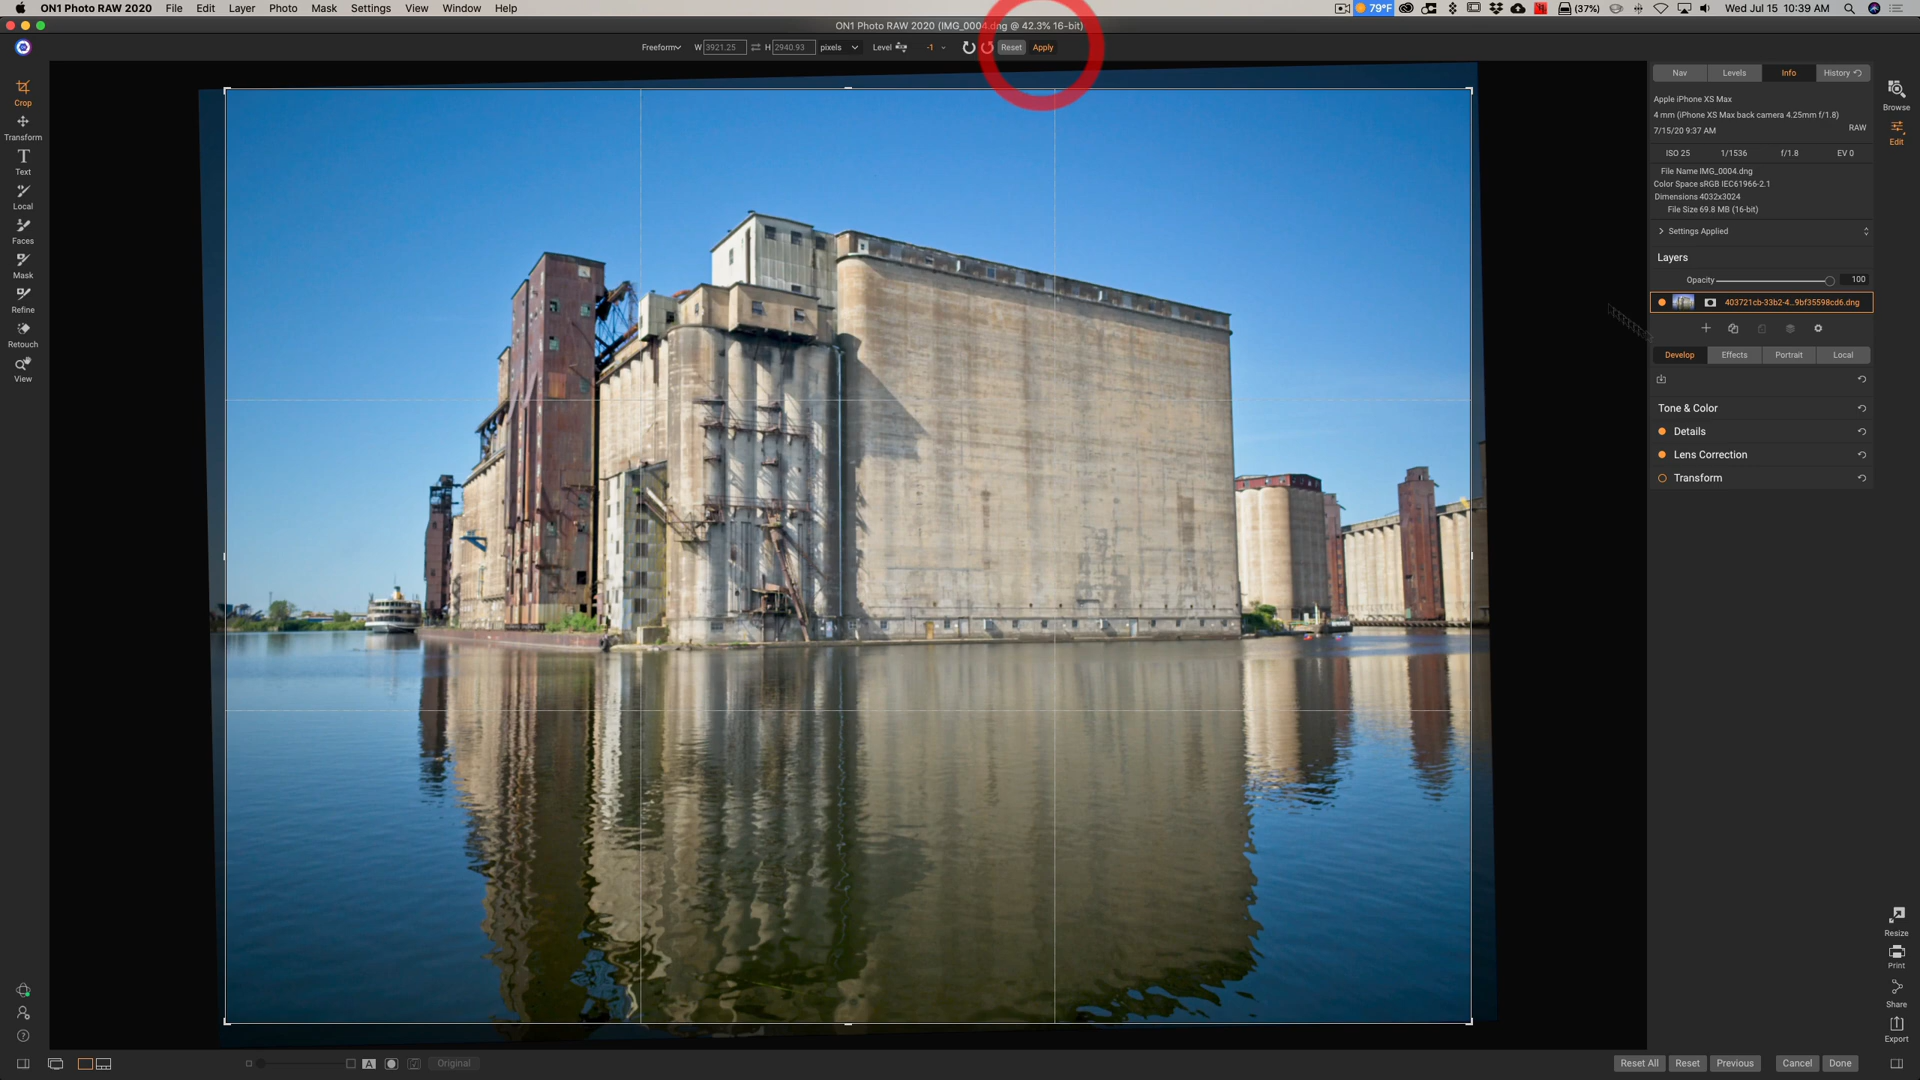 ON1 Photo RAW 2020 File Edit Layer Photo Mask Settings View Window Help 79°F (37%) Wed Jul 15 10:39 AM
ON1 Photo RAW 2020 (IMG_0004.dng @ 42.3% 16-bit)
Freeform W 3921.25 H 2940.93 pixels Level -1 Reset Apply
Crop
Transform
Text
Local
Faces
Mask
Refine
Retouch
View
Nav Levels Info History
Apple iPhone XS Max
4 mm (iPhone XS Max back camera 4.25mm f/1.8)
7/15/20 9:37 AM RAW
ISO 25 1/1536 f/1.8 EV 0
File Name IMG_0004.dng
Color Space sRGB IEC61966-2.1
Dimensions 4032x3024
File Size 69.8 MB (16-bit)
Settings Applied
Layers
Opacity 100
403721cb-33b2-4...9bf35598cd6.dng
Develop Effects Portrait Local
Tone & Color
Details
Lens Correction
Transform
Browse
Edit
Resize
Print
Share
Export
A Original Reset All Reset Previous Cancel Done